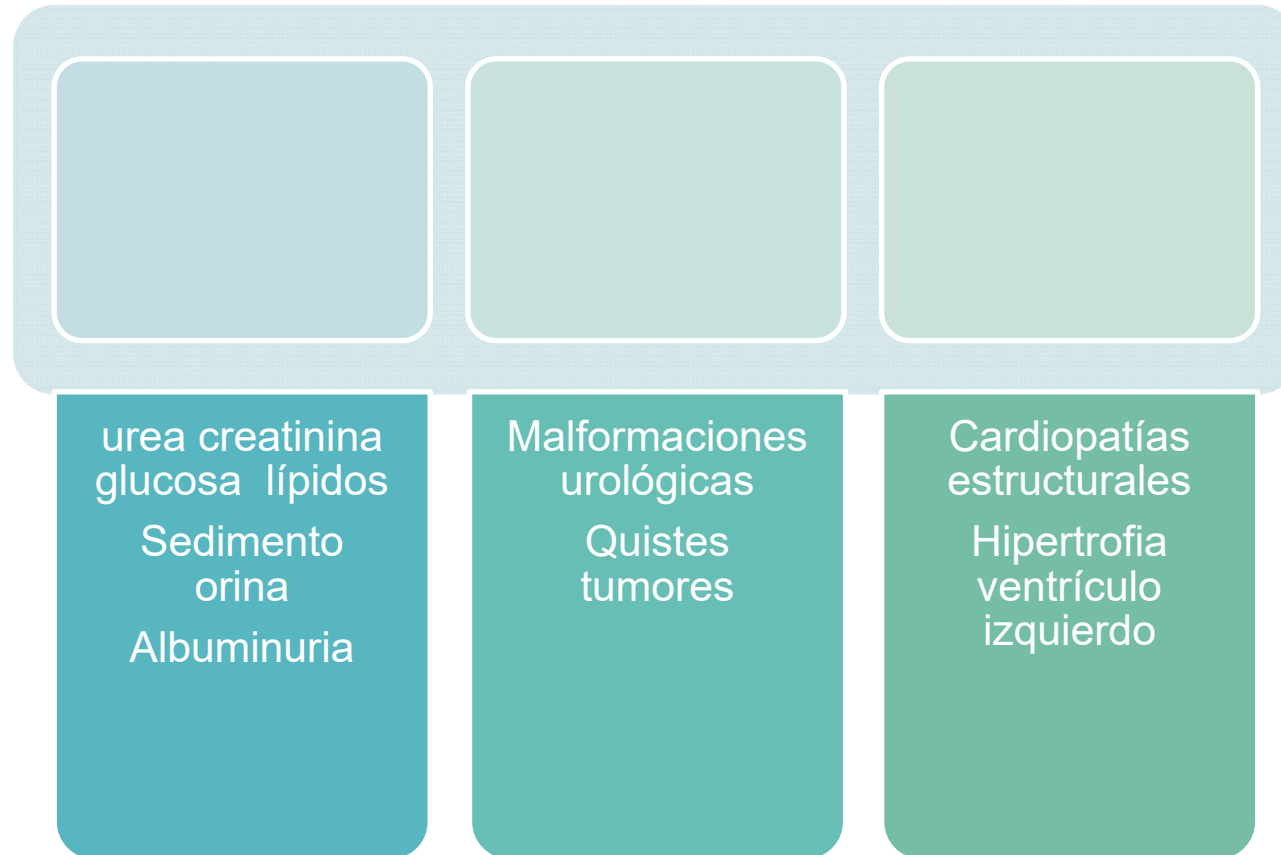 urea creatinina
glucosa  lípidos
Sedimento
orina
Albuminuria
Malformaciones
urológicas
Quistes
tumores
Cardiopatías
estructurales
Hipertrofia
ventrículo
izquierdo